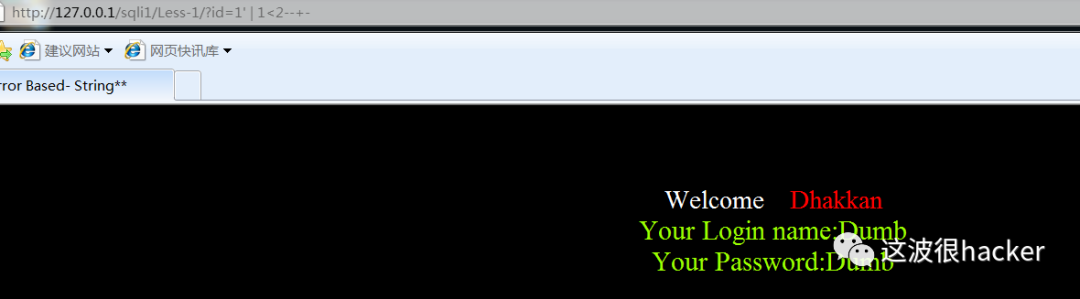 http://127.0.0.1/sqli1/Less-1/?id=1' | 1<2--+-
建议网站 网页快讯库
rror Based- String**
Welcome Dhakkan
Your Login name:Dumb
Your Password:Dumb
这波很hacker